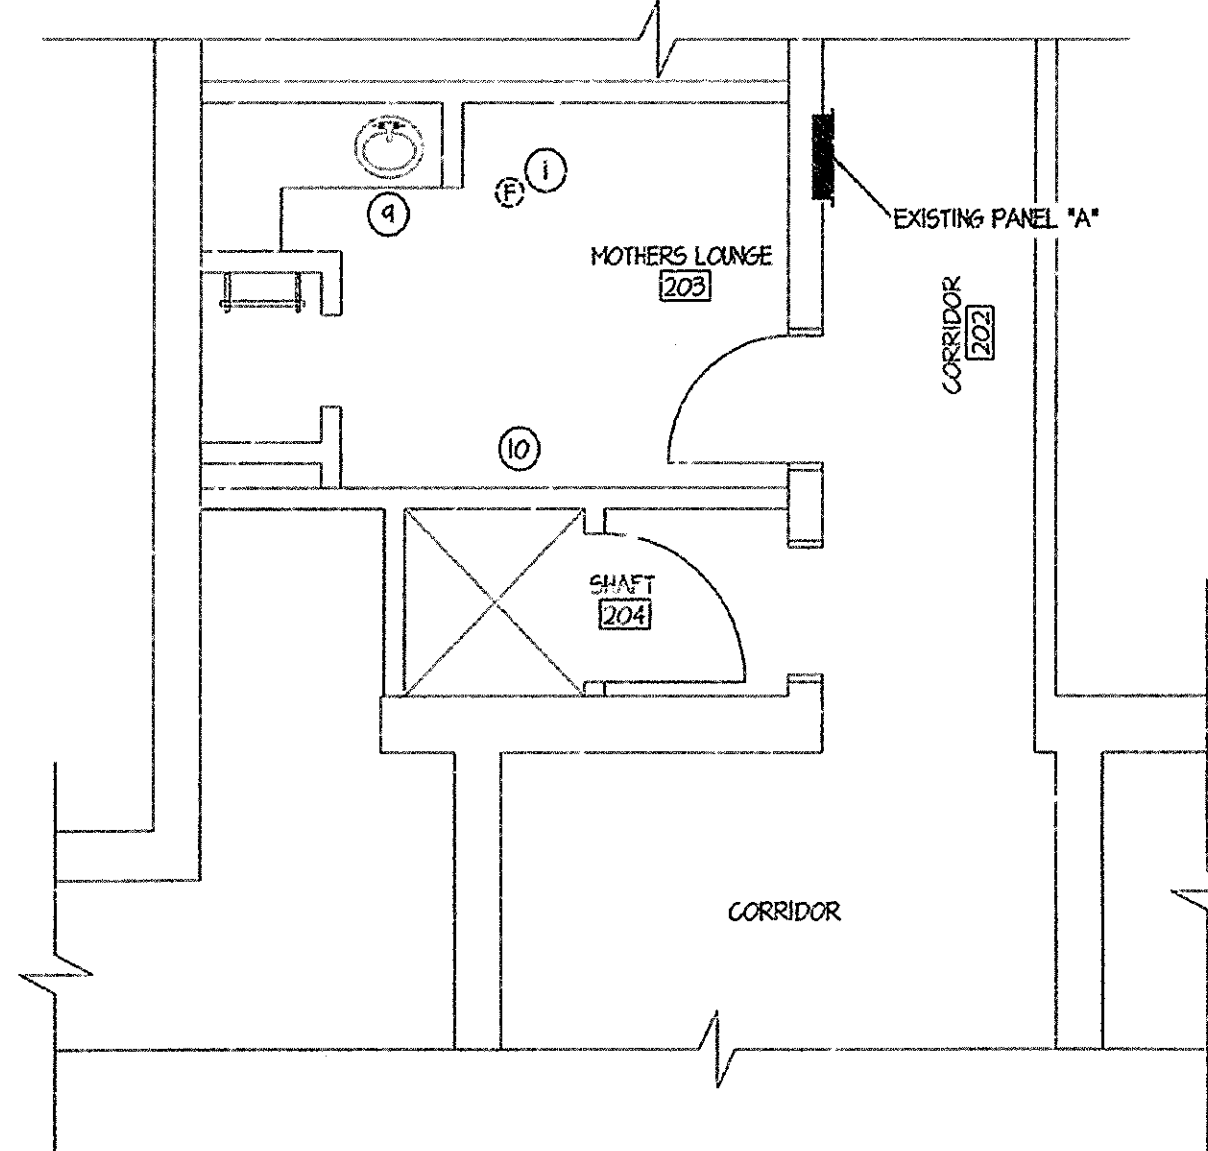 1
F
9
EXISTING PANEL "A"
MOTHERS LOUNGE
203
CORRIDOR
202
10
SHAFT
204
CORRIDOR